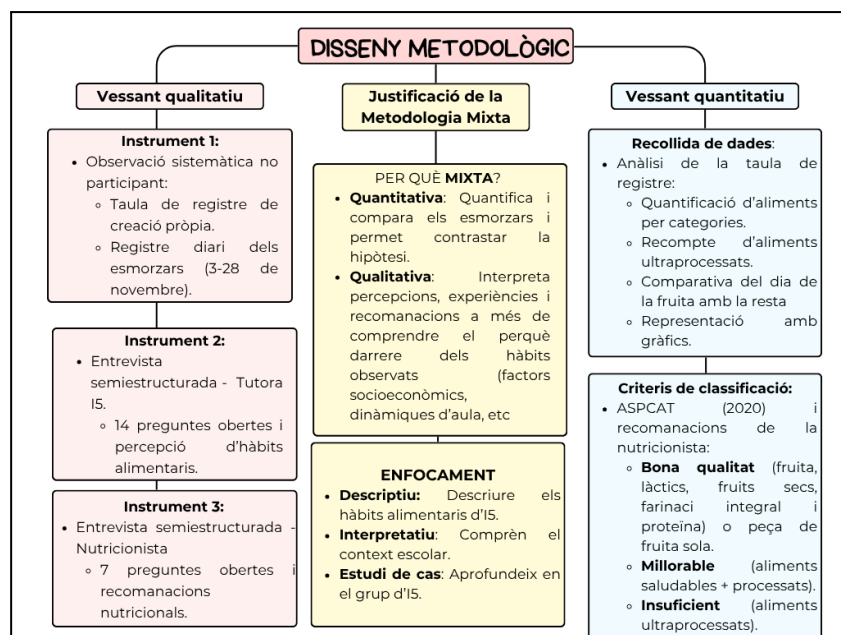 DISSENY METODOLÒGIC
Vessant qualitatiu
Instrument 1:
• Observació sistemàtica no
participant:
◦ Taula de registre de
creació pròpia.
◦ Registre diari dels
esmorzars (3-28 de
novembre).
Instrument 2:
• Entrevista
semiestructurada - Tutora
I5.
◦ 14 preguntes obertes i
percepció d'hàbits
alimentaris.
Instrument 3:
• Entrevista semiestructurada -
Nutricionista
◦ 7 preguntes obertes i
recomanacions
nutricionals.
Justificació de la
Metodologia Mixta
PER QUÈ MIXTA?
• Quantitativa: Quantifica i
compara els esmorzars i
permet contrastar la
hipòtesi.
• Qualitativa: Interpreta
percepcions, experiències i
recomanacions a més de
comprendre el perquè
darrere dels hàbits
observats (factors
socioeconòmics,
dinàmiques d'aula, etc
ENFOCAMENT
• Descriptiu: Descriure els
hàbits alimentaris d'I5.
• Interpretatiu: Comprèn el
context escolar.
• Estudi de cas: Aprofundeix en
el grup d'I5.
Vessant quantitatiu
Recollida de dades:
• Anàlisi de la taula de
registre:
◦ Quantificació d'aliments
per categories.
◦ Recompte d'aliments
ultraprocessats.
◦ Comparativa del dia de
la fruita amb la resta
◦ Representació amb
gràfics.
Criteris de classificació:
• ASPCAT (2020) i
recomanacions de la
nutricionista:
◦ Bona qualitat (fruita,
làctics, fruits secs,
farinaci integral i
proteïna) o peça de
fruita sola.
◦ Millorable (aliments
saludables + processats).
◦ Insuficient (aliments
ultraprocessats).